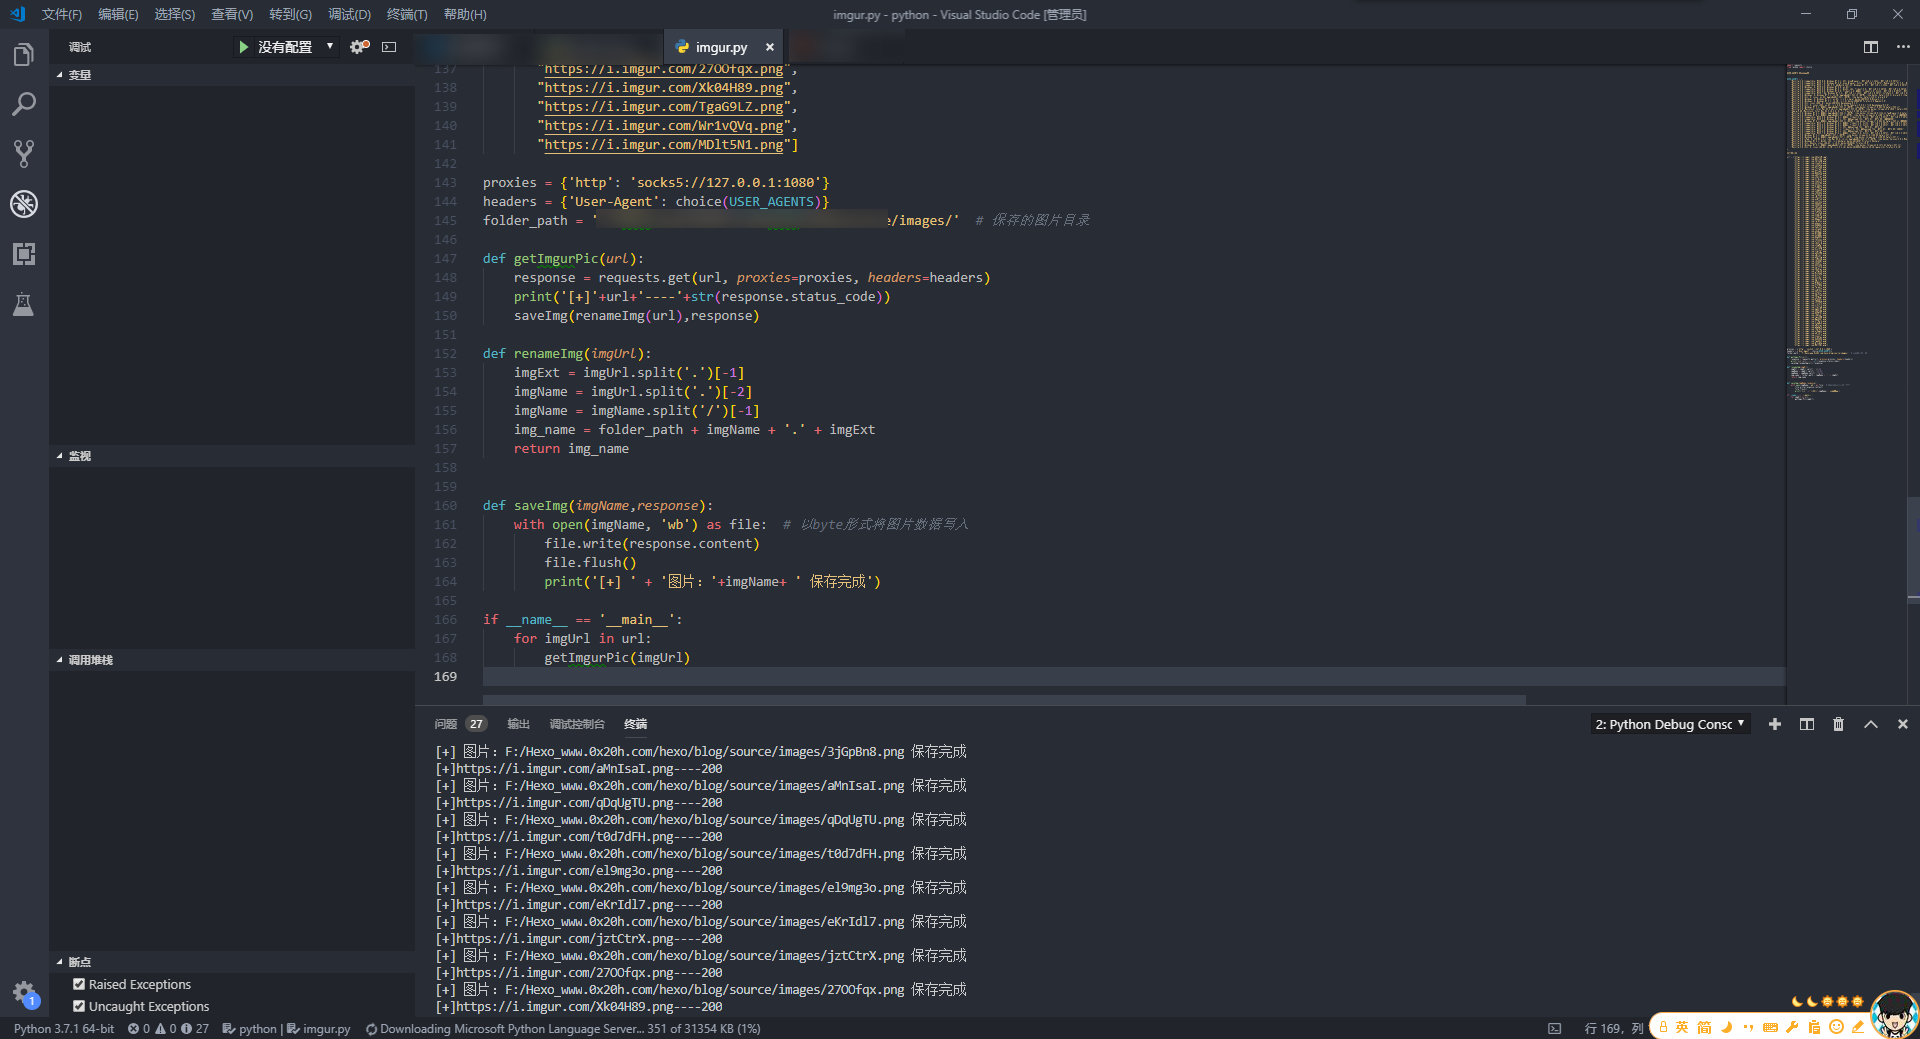 文件(F) 编辑(E) 选择(S) 查看(V) 转到(G) 调试(D) 终端(T) 帮助(H)
imgur.py - python - Visual Studio Code [管理员]
调试
没有配置
imgur.py
变量
监视
调用堆栈
断点
Raised Exceptions
Uncaught Exceptions
137 "https://i.imgur.com/27OOfqx.png",
138 "https://i.imgur.com/Xk04H89.png",
139 "https://i.imgur.com/TgaG9LZ.png",
140 "https://i.imgur.com/Wr1vQVq.png",
141 "https://i.imgur.com/MDlt5N1.png"]
142
143 proxies = {'http': 'socks5://127.0.0.1:1080'}
144 headers = {'User-Agent': choice(USER_AGENTS)}
145 folder_path = ' e/images/' # 保存的图片目录
146
147 def getImgurPic(url):
148 response = requests.get(url, proxies=proxies, headers=headers)
149 print('[+]'+url+'----'+str(response.status_code))
150 saveImg(renameImg(url),response)
151
152 def renameImg(imgUrl):
153 imgExt = imgUrl.split('.')[-1]
154 imgName = imgUrl.split('.')[-2]
155 imgName = imgName.split('/')[-1]
156 img_name = folder_path + imgName + '.' + imgExt
157 return img_name
158
159
160 def saveImg(imgName,response):
161 with open(imgName, 'wb') as file: # 以byte形式将图片数据写入
162 file.write(response.content)
163 file.flush()
164 print('[+] ' + '图片：'+imgName+ ' 保存完成')
165
166 if __name__ == '__main__':
167 for imgUrl in url:
168 getImgurPic(imgUrl)
169
问题 27 输出 调试控制台 终端
2: Python Debug Consc
[+] 图片：F:/Hexo_www.0x20h.com/hexo/blog/source/images/3jGpBn8.png 保存完成
[+]https://i.imgur.com/aMnIsaI.png----200
[+] 图片：F:/Hexo_www.0x20h.com/hexo/blog/source/images/aMnIsaI.png 保存完成
[+]https://i.imgur.com/qDqUgTU.png----200
[+] 图片：F:/Hexo_www.0x20h.com/hexo/blog/source/images/qDqUgTU.png 保存完成
[+]https://i.imgur.com/t0d7dFH.png----200
[+] 图片：F:/Hexo_www.0x20h.com/hexo/blog/source/images/t0d7dFH.png 保存完成
[+]https://i.imgur.com/el9mg3o.png----200
[+] 图片：F:/Hexo_www.0x20h.com/hexo/blog/source/images/el9mg3o.png 保存完成
[+]https://i.imgur.com/eKrIdl7.png----200
[+] 图片：F:/Hexo_www.0x20h.com/hexo/blog/source/images/eKrIdl7.png 保存完成
[+]https://i.imgur.com/jztCtrX.png----200
[+] 图片：F:/Hexo_www.0x20h.com/hexo/blog/source/images/jztCtrX.png 保存完成
[+]https://i.imgur.com/27OOfqx.png----200
[+] 图片：F:/Hexo_www.0x20h.com/hexo/blog/source/images/27OOfqx.png 保存完成
[+]https://i.imgur.com/Xk04H89.png----200
1
Python 3.7.1 64-bit 0 0 27 python | imgur.py Downloading Microsoft Python Language Server... 351 of 31354 KB (1%)
行 169，列
英 简